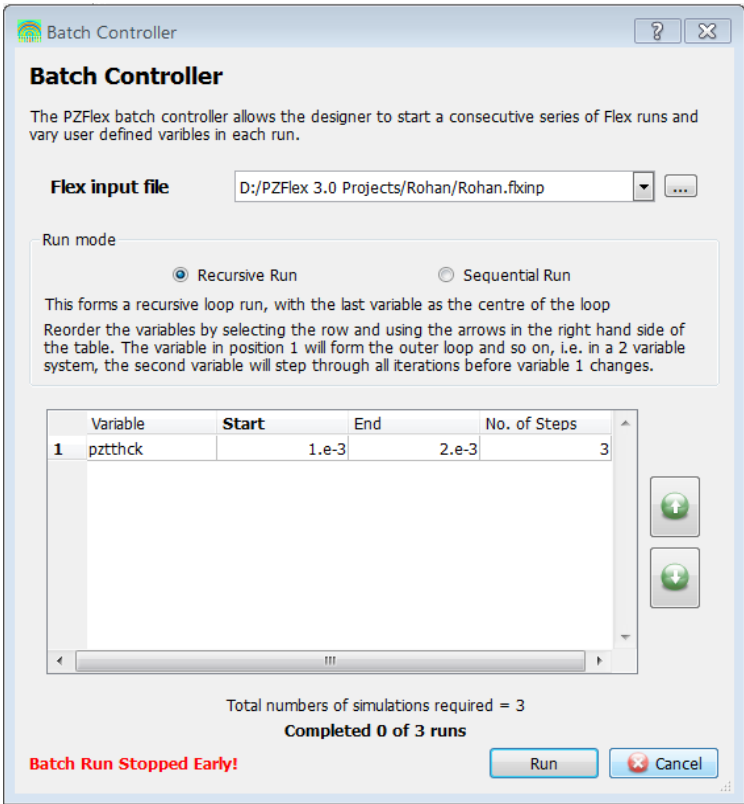 Batch Controller
Batch Controller
The PZFlex batch controller allows the designer to start a consecutive series of Flex runs and
vary user defined varibles in each run.
Flex input file D:/PZFlex 3.0 Projects/Rohan/Rohan.flxinp ...
Run mode
Recursive Run Sequential Run
This forms a recursive loop run, with the last variable as the centre of the loop
Reorder the variables by selecting the row and using the arrows in the right hand side of
the table. The variable in position 1 will form the outer loop and so on, i.e. in a 2 variable
system, the second variable will step through all iterations before variable 1 changes.
Variable Start End No. of Steps
1 pztthck 1.e-3 2.e-3 3
Total numbers of simulations required = 3
Completed 0 of 3 runs
Batch Run Stopped Early! Run Cancel